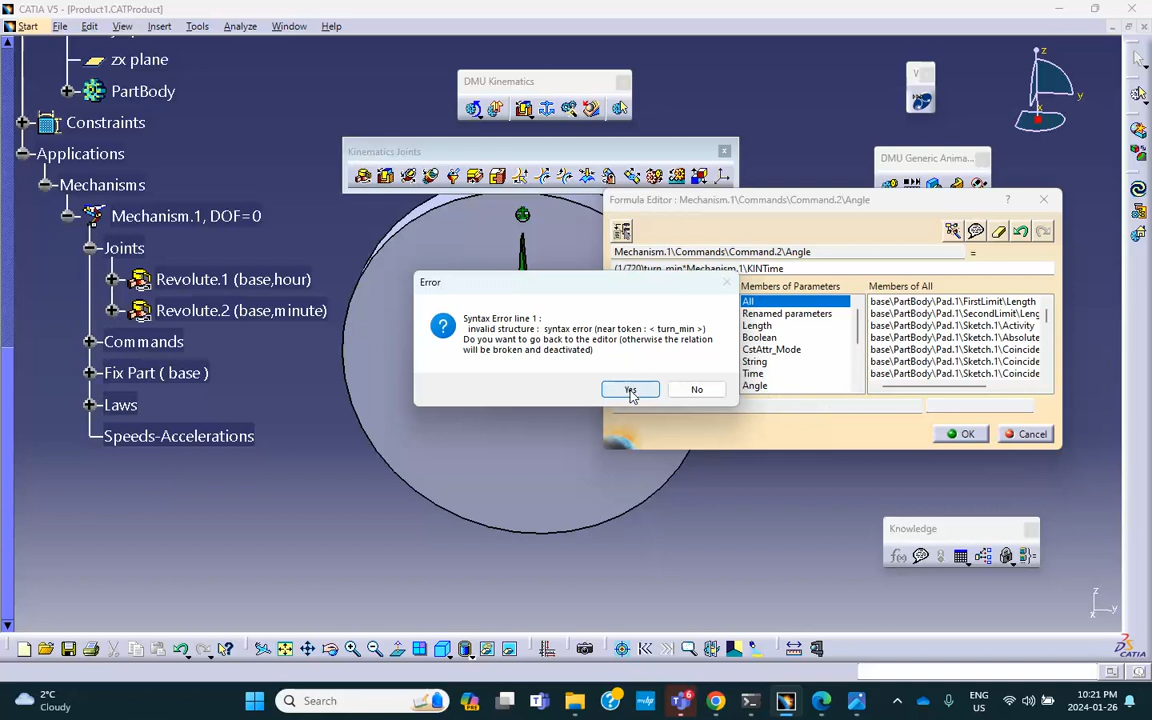 CATIA V5 - [Product1.CATProduct]
Start File Edit View Insert Tools Analyze Window Help
zx plane
PartBody
Constraints
Applications
Mechanisms
Mechanism.1, DOF=0
Joints
Revolute.1 (base,hour)
Revolute.2 (base,minute)
Commands
Fix Part ( base )
Laws
Speeds-Accelerations
DMU Kinematics
Kinematics Joints
V
DMU Generic Anima...
z
y
x
Formula Editor : Mechanism.1\Commands\Command.2\Angle
Mechanism.1\Commands\Command.2\Angle =
(1/720)turn_min*Mechanism.1\KINTime
Members of Parameters
All
Renamed parameters
Length
Boolean
CstAttr_Mode
String
Time
Angle
Members of All
base\PartBody\Pad.1\FirstLimit\Length
base\PartBody\Pad.1\SecondLimit\Length
base\PartBody\Pad.1\Sketch.1\Activity
base\PartBody\Pad.1\Sketch.1\Absolute
base\PartBody\Pad.1\Sketch.1\Coincide
base\PartBody\Pad.1\Sketch.1\Coincide
base\PartBody\Pad.1\Sketch.1\Coincide
OK Cancel
Error
Syntax Error line 1 :
invalid structure : syntax error (near token : < turn_min >)
Do you want to go back to the editor (otherwise the relation
will be broken and deactivated)
Yes No
Knowledge
z
y
x
CATIA
2°C
Cloudy
Search
6
ENG
US
10:21 PM
2024-01-26